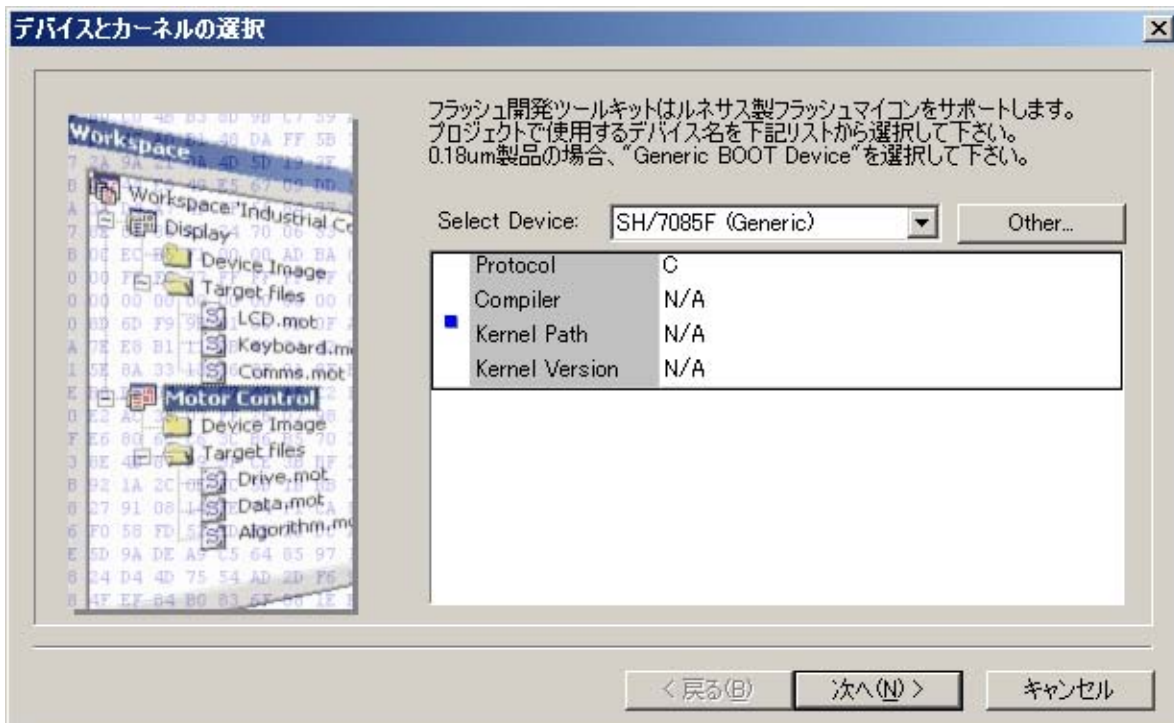 デバイスとカーネルの選択
フラッシュ開発ツールキットはルネサス製フラッシュマイコンをサポートします。
プロジェクトで使用するデバイス名を下記リストから選択して下さい。
0.18um製品の場合、“Generic BOOT Device”を選択して下さい。
Select Device: SH/7085F (Generic) Other...
Protocol C
Compiler N/A
Kernel Path N/A
Kernel Version N/A
Workspace
Workspace 'Industrial Co
Display
Device Image
Target files
LCD.mot
Keyboard.m
Comms.mot
Motor Control
Device Image
Target files
Drive.mot
Data.mot
Algorithm.mo
< 戻る(B) 次へ(N) > キャンセル